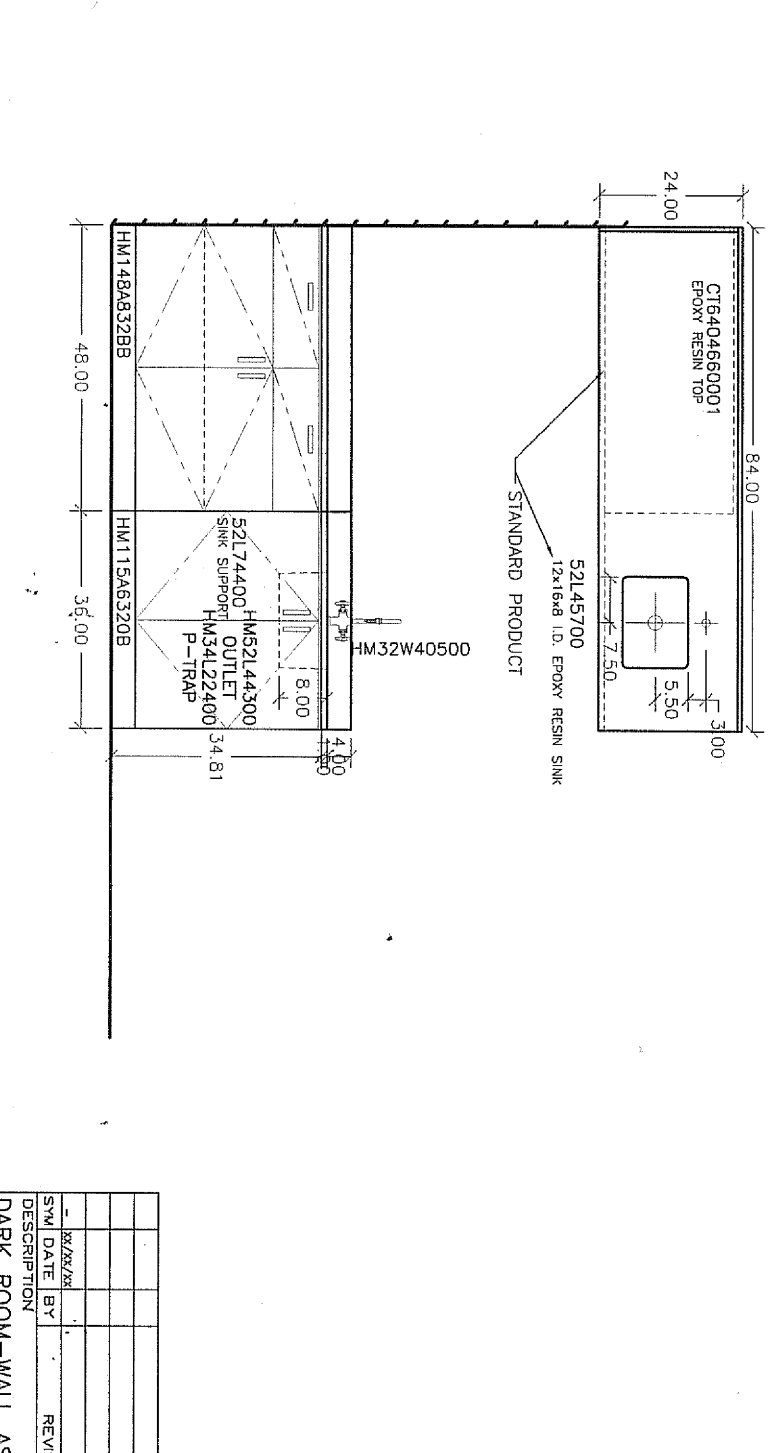 84.00
24.00
CT6404660001
EPOXY RESIN TOP
3.00
5.50
7.50
52L45700
12x16x8 I.D. EPOXY RESIN SINK
STANDARD PRODUCT
HM32W40500
4.00
8.00
HM52L44300
52L74400
OUTLET
SINK SUPPORT
HM34L22400
P-TRAP
34.81
HM148A832BB
HM115A6320B
48.00
36.00
- XX/XX/XX
SYM DATE BY
DESCRIPTION
DARK ROOM-WALL